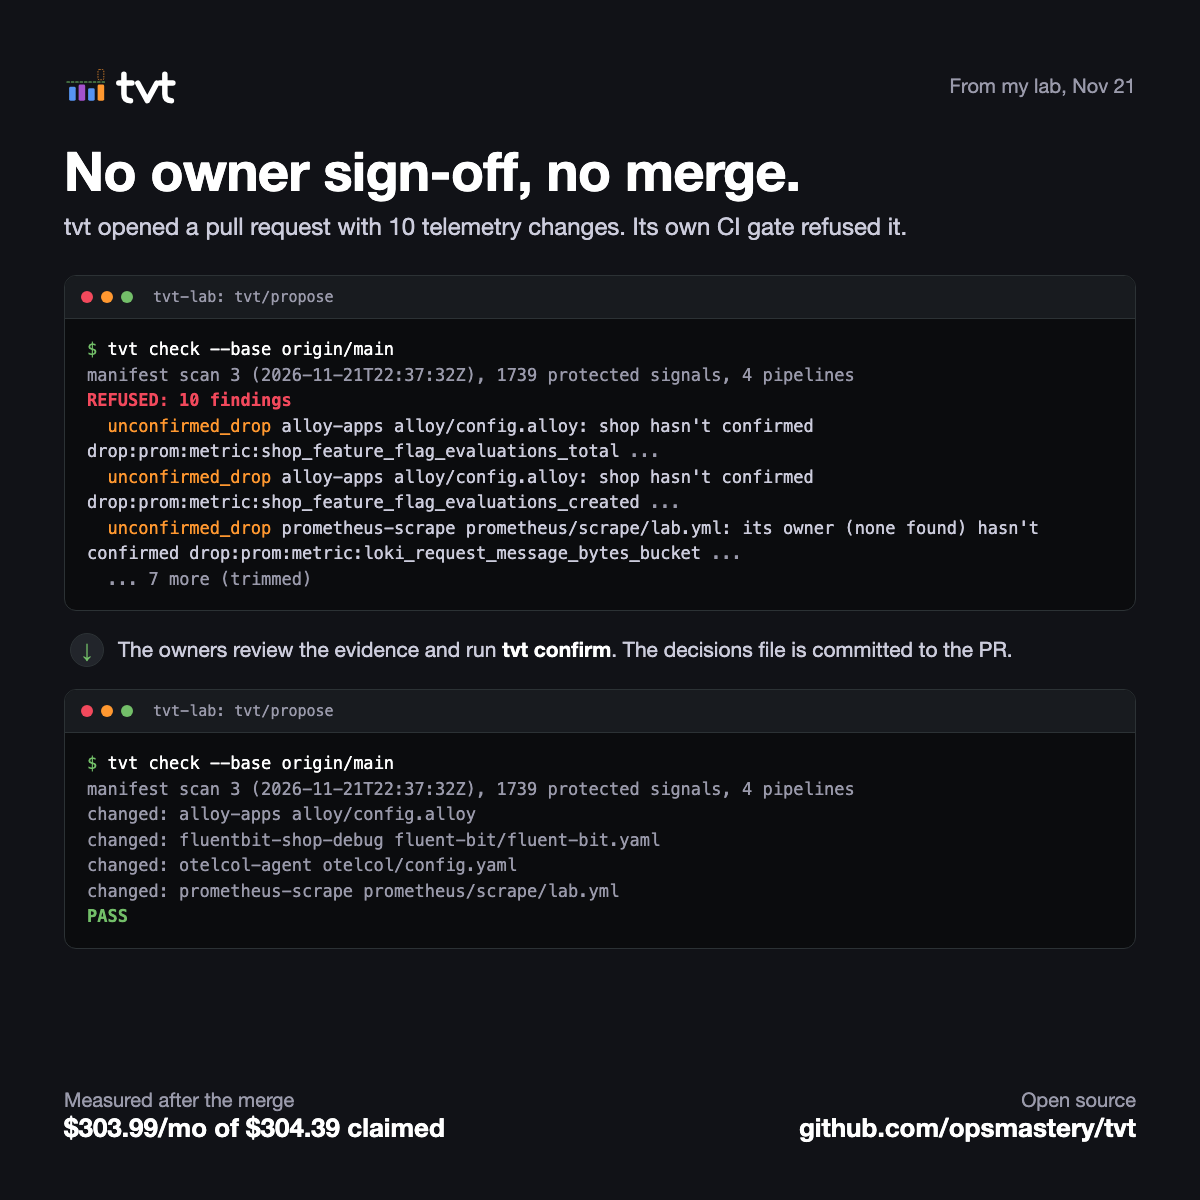 tvt
From my lab, Nov 21
No owner sign-off, no merge.
tvt opened a pull request with 10 telemetry changes. Its own CI gate refused it.
tvt-lab: tvt/propose
$ tvt check --base origin/main
manifest scan 3 (2026-11-21T22:37:32Z), 1739 protected signals, 4 pipelines
REFUSED: 10 findings
unconfirmed_drop alloy-apps alloy/config.alloy: shop hasn't confirmed
drop:prom:metric:shop_feature_flag_evaluations_total ...
unconfirmed_drop alloy-apps alloy/config.alloy: shop hasn't confirmed
drop:prom:metric:shop_feature_flag_evaluations_created ...
unconfirmed_drop prometheus-scrape prometheus/scrape/lab.yml: its owner (none found) hasn't
confirmed drop:prom:metric:loki_request_message_bytes_bucket ...
... 7 more (trimmed)
↓ The owners review the evidence and run tvt confirm. The decisions file is committed to the PR.
tvt-lab: tvt/propose
$ tvt check --base origin/main
manifest scan 3 (2026-11-21T22:37:32Z), 1739 protected signals, 4 pipelines
changed: alloy-apps alloy/config.alloy
changed: fluentbit-shop-debug fluent-bit/fluent-bit.yaml
changed: otelcol-agent otelcol/config.yaml
changed: prometheus-scrape prometheus/scrape/lab.yml
PASS
Measured after the merge
$303.99/mo of $304.39 claimed
Open source
github.com/opsmastery/tvt